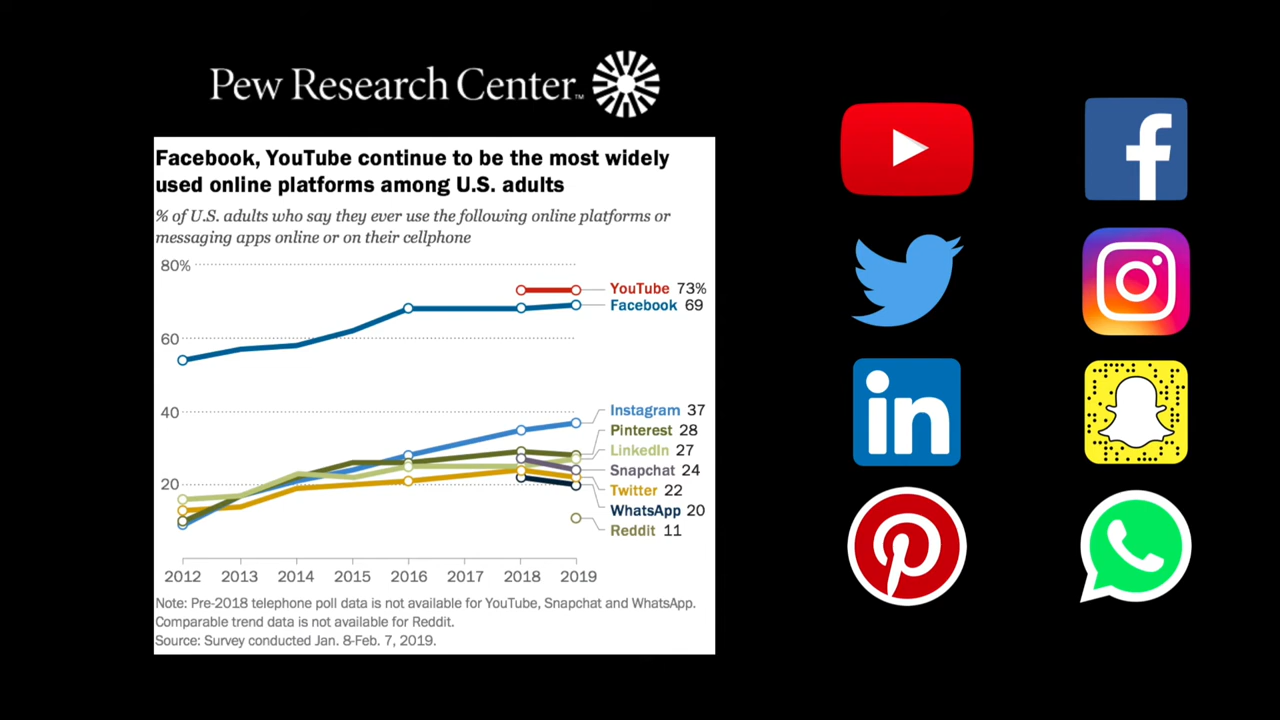 Pew Research Center™
Facebook, YouTube continue to be the most widely
used online platforms among U.S. adults
% of U.S. adults who say they ever use the following online platforms or
messaging apps online or on their cellphone
80%
YouTube 73%
Facebook 69
60
40
Instagram 37
Pinterest 28
LinkedIn 27
Snapchat 24
20
Twitter 22
WhatsApp 20
Reddit 11
2012 2013 2014 2015 2016 2017 2018 2019
Note: Pre-2018 telephone poll data is not available for YouTube, Snapchat and WhatsApp.
Comparable trend data is not available for Reddit.
Source: Survey conducted Jan. 8-Feb. 7, 2019.
f
in